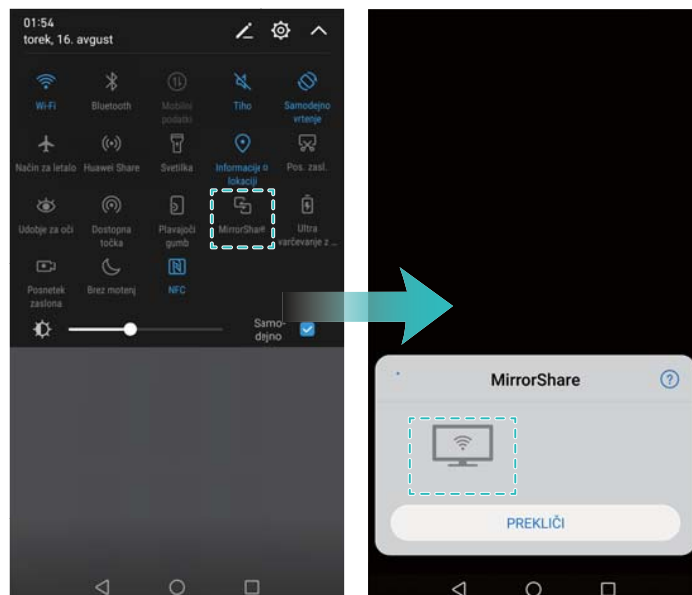 01:54
torek, 16. avgust
Wi-Fi
Bluetooth
Mobilni
podatki
Tiho
Samodejno
vrtenje
Način za letalo
Huawei Share
Svetilka
Informacije o
lokaciji
Pos. zasl.
Udobje za oči
Dostopna
točka
Plavajoči
gumb
MirrorShare
Ultra
varčevanje z ...
Posnetek
zaslona
Brez motenj
NFC
Samo-
dejno
MirrorShare
?
PREKLIČI